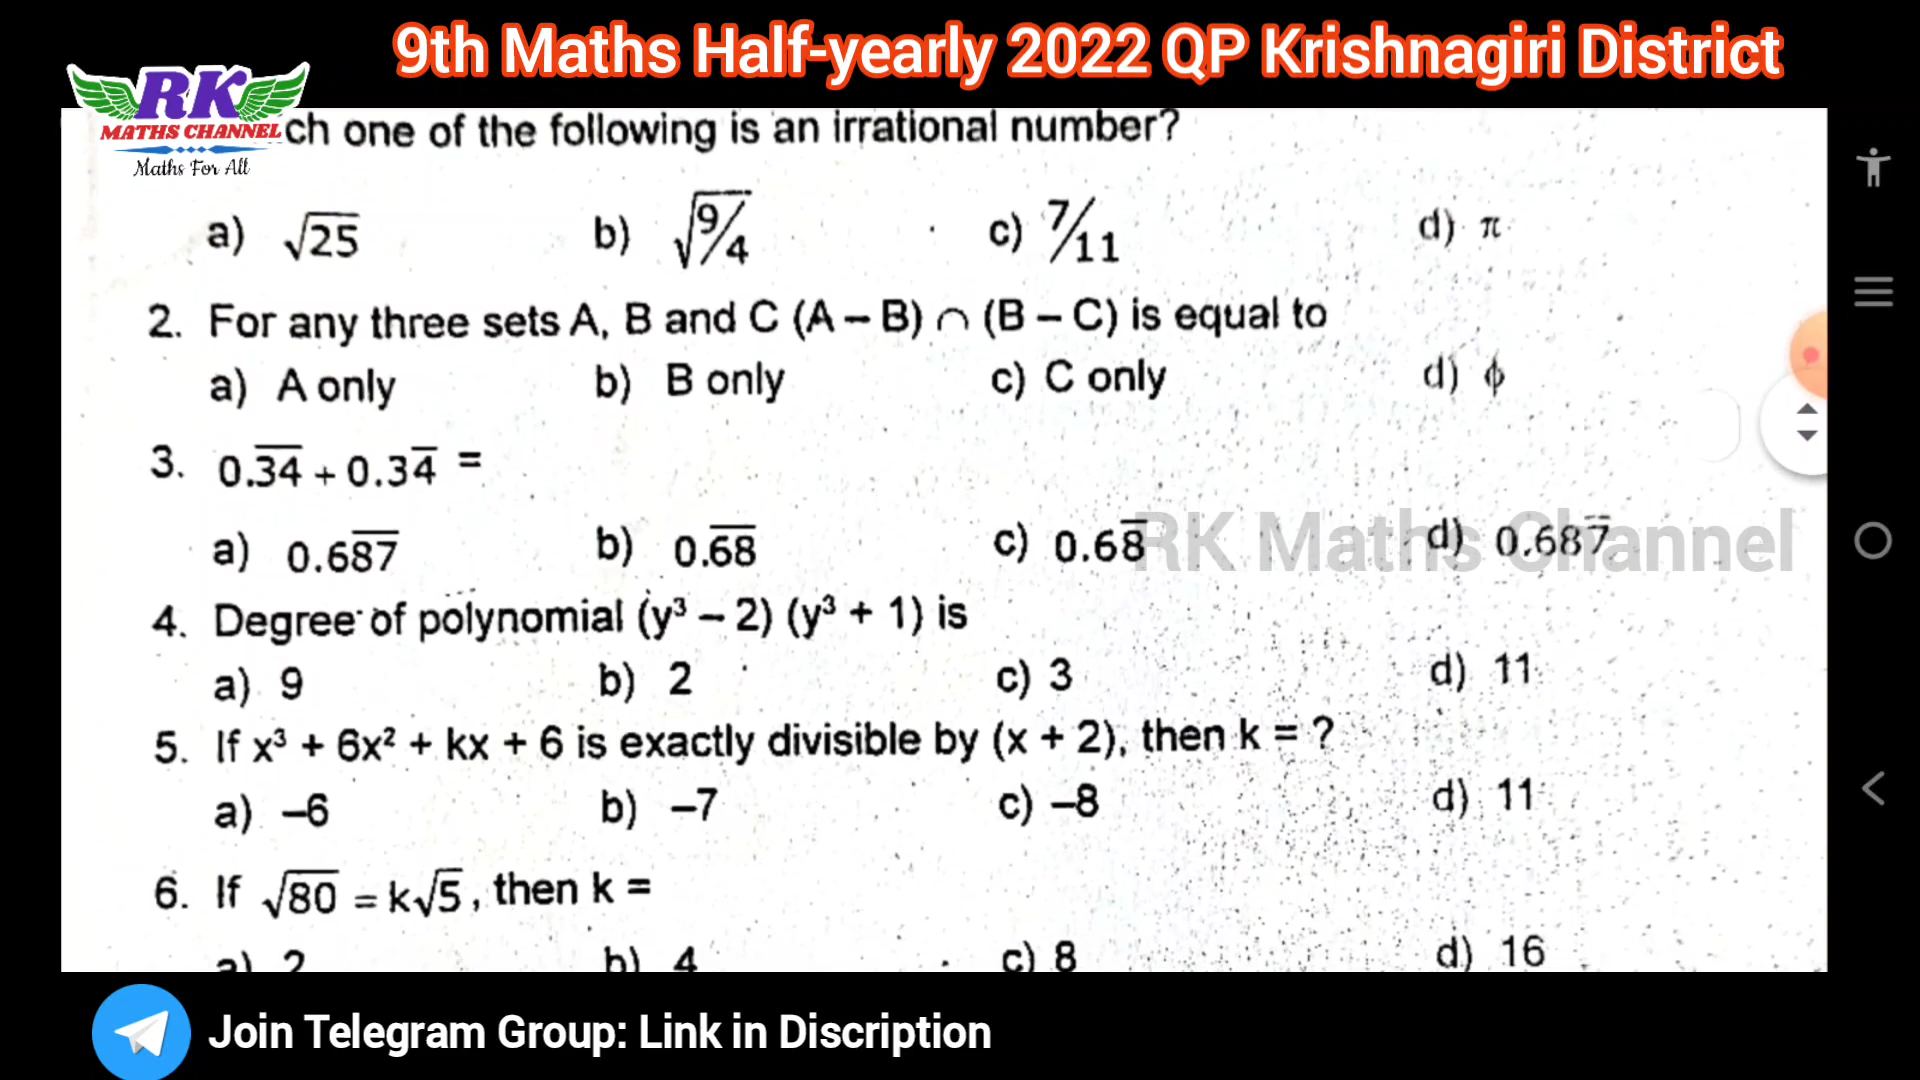 9th Maths Half-yearly 2022 QP Krishnagiri District
RK
MATHS CHANNEL
Maths For All
ch one of the following is an irrational number?
a) √25 b) √9/4 c) 7/11 d) π
2. For any three sets A, B and C (A – B) ∩ (B – C) is equal to
a) A only b) B only c) C only d) ϕ
3. 0.3̅4̅ + 0.34̅ =
a) 0.68̅7̅ b) 0.6̅8̅ c) 0.68̅ d) 0.687̅
RK Maths Channel
4. Degree of polynomial (y³ – 2) (y³ + 1) is
a) 9 b) 2 c) 3 d) 11
5. If x³ + 6x² + kx + 6 is exactly divisible by (x + 2), then k = ?
a) –6 b) –7 c) –8 d) 11
6. If √80 = k√5, then k =
a) 2 b) 4 c) 8 d) 16
Join Telegram Group: Link in Discription